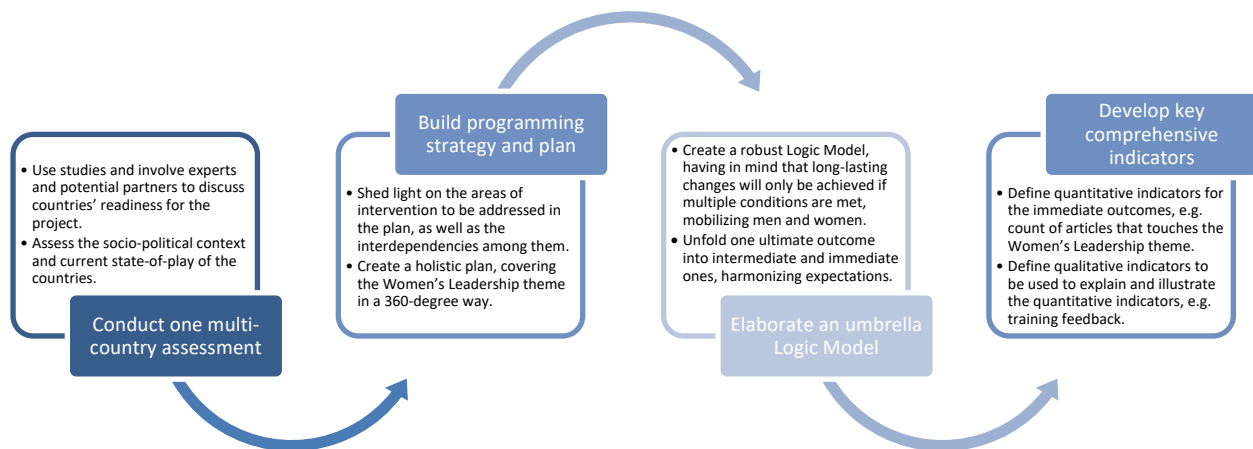 • Use studies and involve experts
and potential partners to discuss
countries’ readiness for the
project.
• Assess the socio-political context
and current state-of-play of the
countries.
Conduct one multi-
country assessment
Build programming
strategy and plan
• Shed light on the areas of
intervention to be addressed in
the plan, as well as the
interdependencies among them.
• Create a holistic plan, covering
the Women’s Leadership theme
in a 360-degree way.
• Create a robust Logic Model,
having in mind that long-lasting
changes will only be achieved if
multiple conditions are met,
mobilizing men and women.
• Unfold one ultimate outcome
into intermediate and immediate
ones, harmonizing expectations.
Elaborate an umbrella
Logic Model
Develop key
comprehensive
indicators
• Define quantitative indicators for
the immediate outcomes, e.g.
count of articles that touches the
Women’s Leadership theme.
• Define qualitative indicators to
be used to explain and illustrate
the quantitative indicators, e.g.
training feedback.